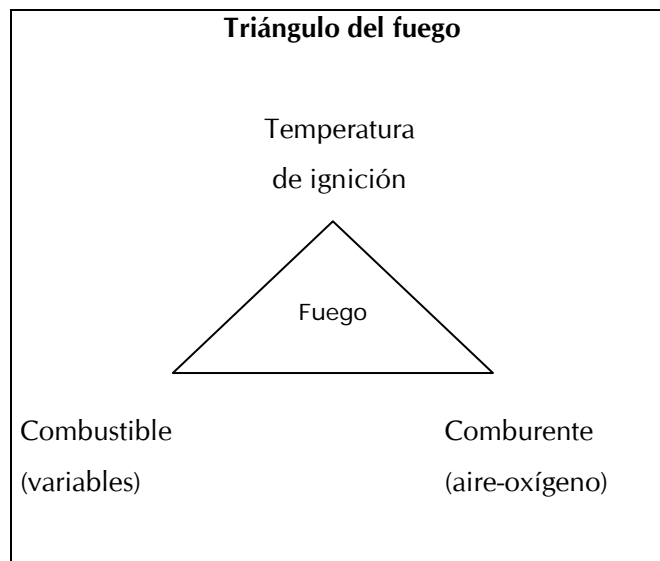 Triángulo del fuego
Temperatura
de ignición
Fuego
Combustible
Comburente
(variables)
(aire-oxígeno)